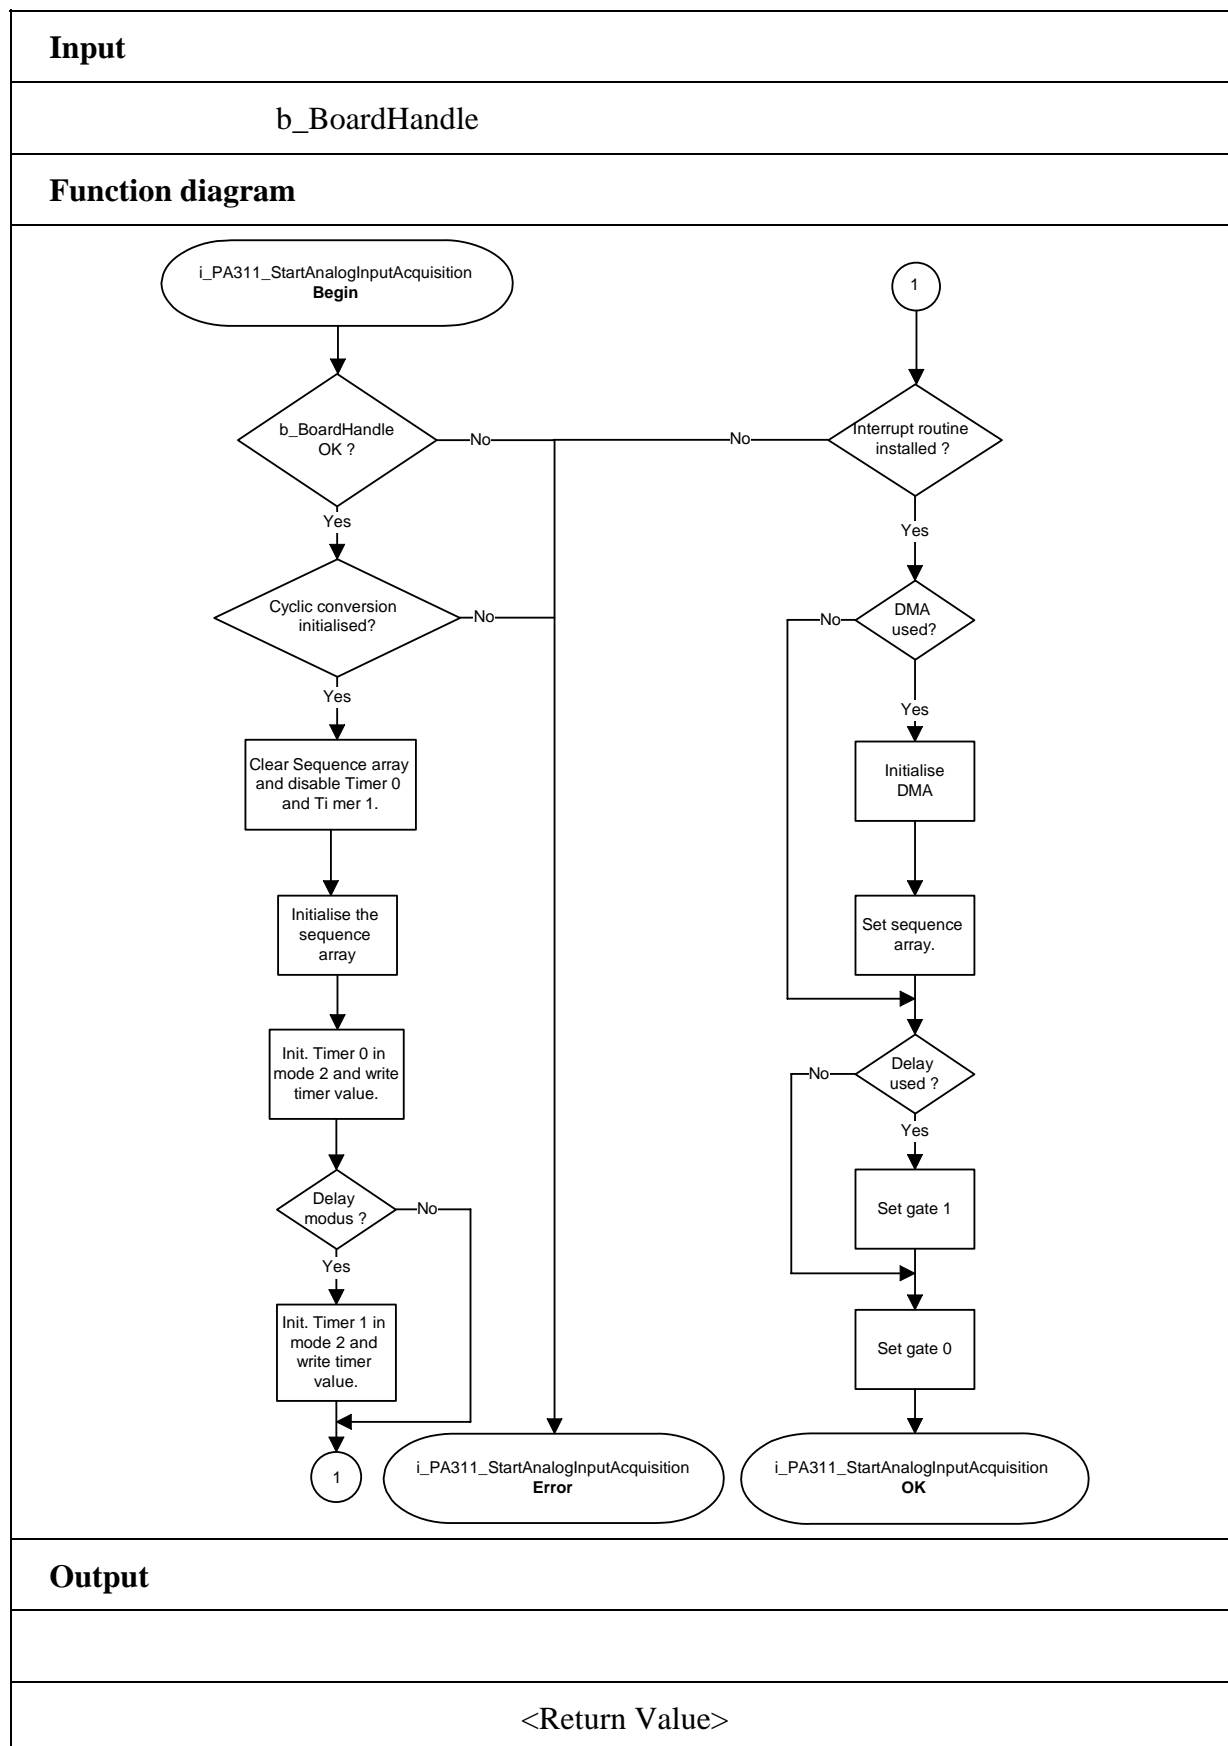 Input
b_BoardHandle
Function diagram
i_PA311_StartAnalogInputAcquisition
Begin
b_BoardHandle
OK ?
No
Yes
Cyclic conversion
initialised?
No
Yes
Clear Sequence array
and disable Timer 0
and Ti mer 1.
Initialise the
sequence
array
Init. Timer 0 in
mode 2 and write
timer value.
Delay
modus ?
No
Yes
Init. Timer 1 in
mode 2 and
write timer
value.
1
i_PA311_StartAnalogInputAcquisition
Error
1
Interrupt routine
installed ?
No
Yes
DMA
used?
No
Yes
Initialise
DMA
Set sequence
array.
Delay
used ?
No
Yes
Set gate 1
Set gate 0
i_PA311_StartAnalogInputAcquisition
OK
Output
<Return Value>